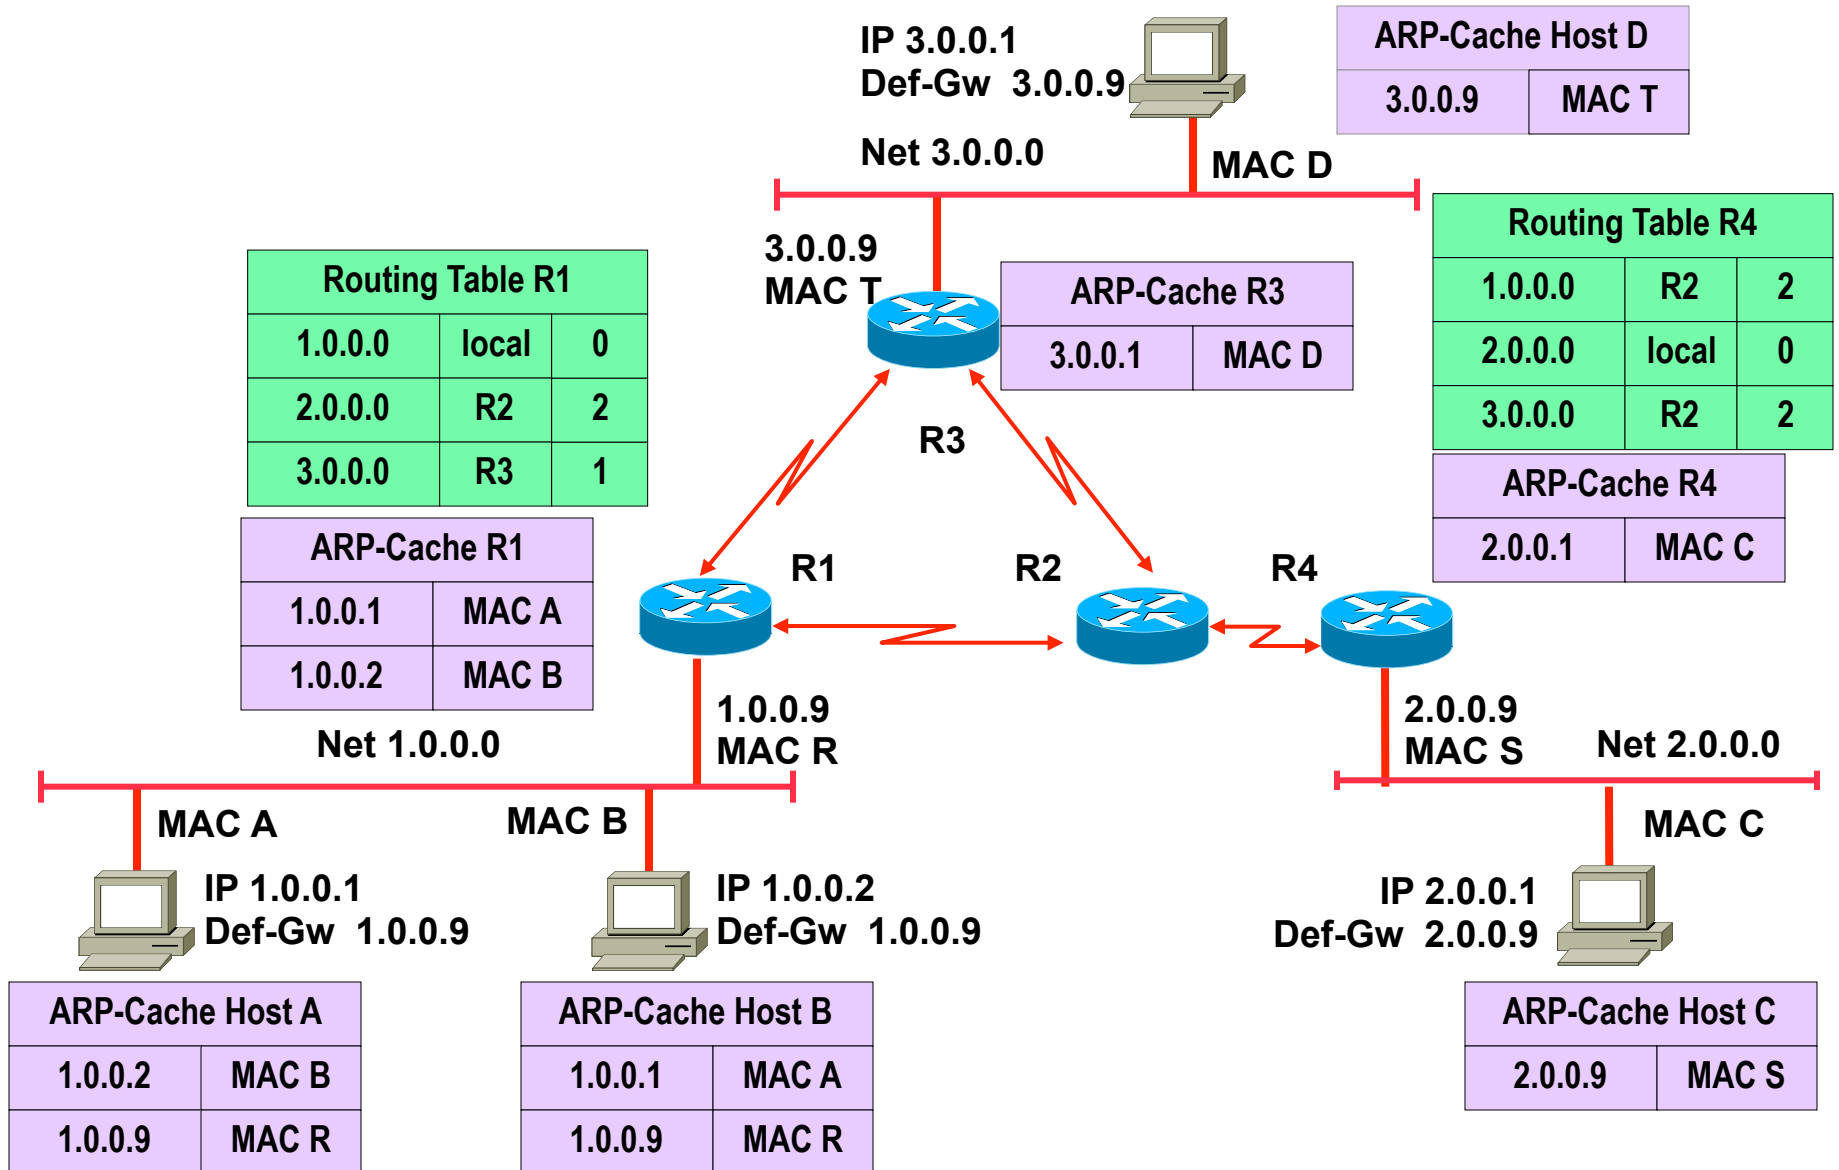 IP 3.0.0.1
Def-Gw 3.0.0.9
ARP-Cache Host D
3.0.0.9 MAC T
Net 3.0.0.0
MAC D
3.0.0.9
MAC T
Routing Table R1
1.0.0.0 local 0
2.0.0.0 R2 2
3.0.0.0 R3 1
ARP-Cache R3
3.0.0.1 MAC D
Routing Table R4
1.0.0.0 R2 2
2.0.0.0 local 0
3.0.0.0 R2 2
R3
ARP-Cache R4
2.0.0.1 MAC C
ARP-Cache R1
1.0.0.1 MAC A
1.0.0.2 MAC B
R1
R2
R4
1.0.0.9
MAC R
Net 1.0.0.0
2.0.0.9
MAC S
Net 2.0.0.0
MAC A
MAC B
MAC C
IP 1.0.0.1
Def-Gw 1.0.0.9
IP 1.0.0.2
Def-Gw 1.0.0.9
IP 2.0.0.1
Def-Gw 2.0.0.9
ARP-Cache Host A
1.0.0.2 MAC B
1.0.0.9 MAC R
ARP-Cache Host B
1.0.0.1 MAC A
1.0.0.9 MAC R
ARP-Cache Host C
2.0.0.9 MAC S